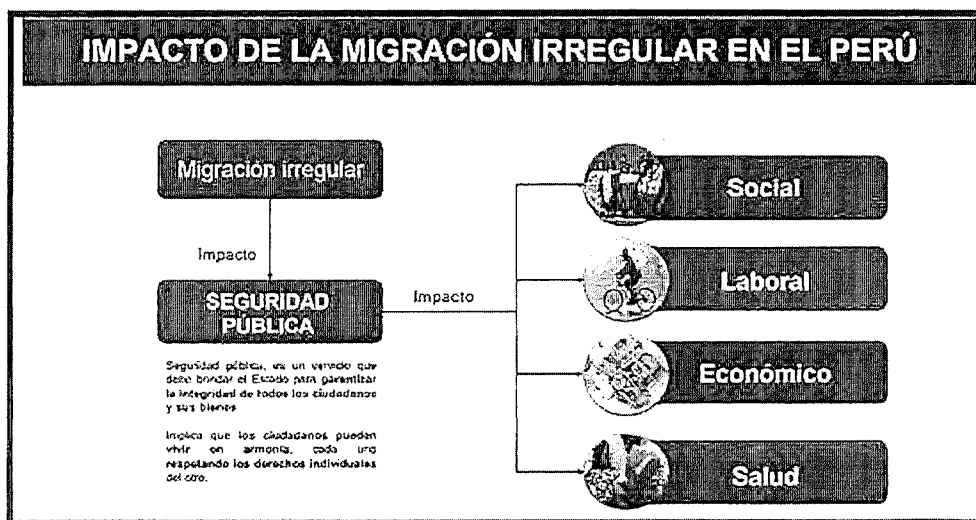 IMPACTO DE LA MIGRACIÓN IRREGULAR EN EL PERÚ
Migración irregular
Impacto
SEGURIDAD
PÚBLICA
Impacto
Seguridad pública, es un servicio que
debe brindar el Estado para garantizar
la integridad de todos los ciudadanos
y sus bienes
Implica que los ciudadanos puedan
vivir en armonía, cada uno
respetando los derechos individuales
del otro.
Social
Laboral
Económico
Salud